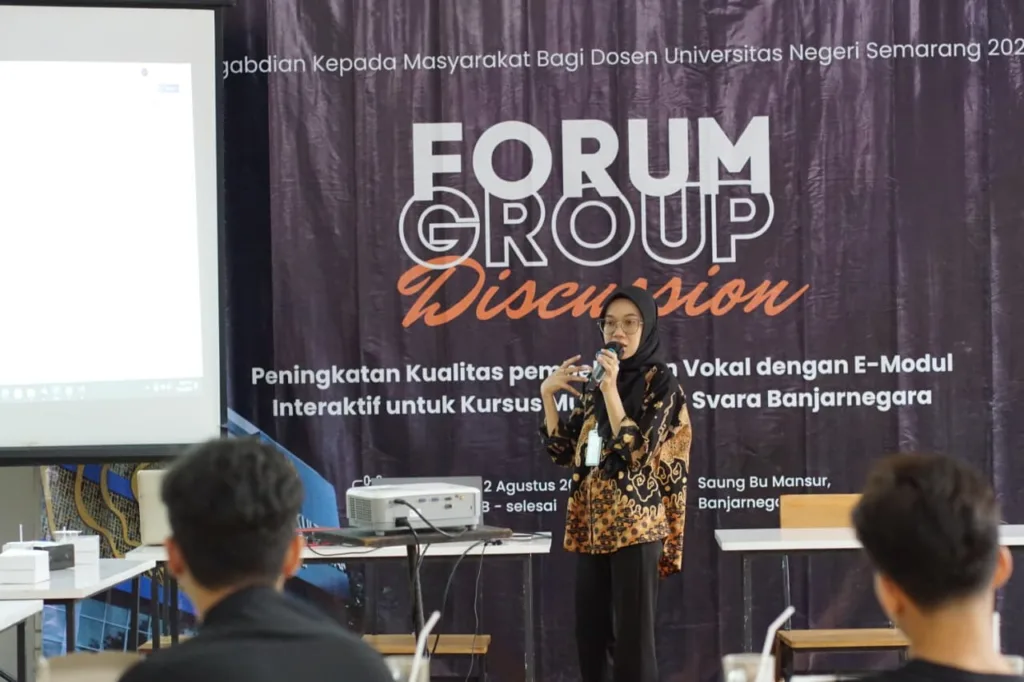 Kepada Masyarakat Bagi Dosen Universitas Negeri Semarang
FORUM
GROUP
Discussion
Peningkatan Kualitas Vokal dengan E-Modul
Interaktif untuk Kursus Svara Banjarnegara
2 Agustus
- selesai
Saung Bu Mansur,